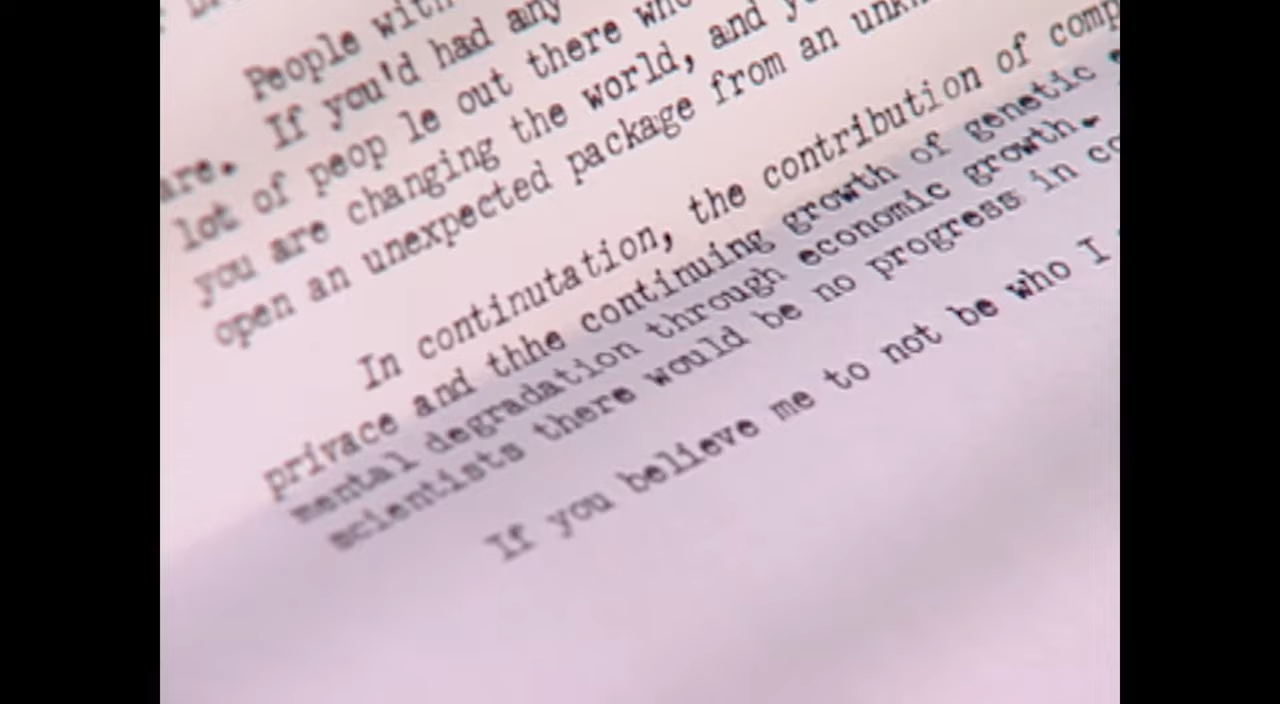 People with
If you'd had any
are. lot of peop le out there who
you are changing the world, and
open an unexpected package from an
In continutation, the contribution of comp
privace and thhe continuing growth of genetic
mental degradation through economic growth.
scientists there would be no progress in co
If you believe me to not be who I